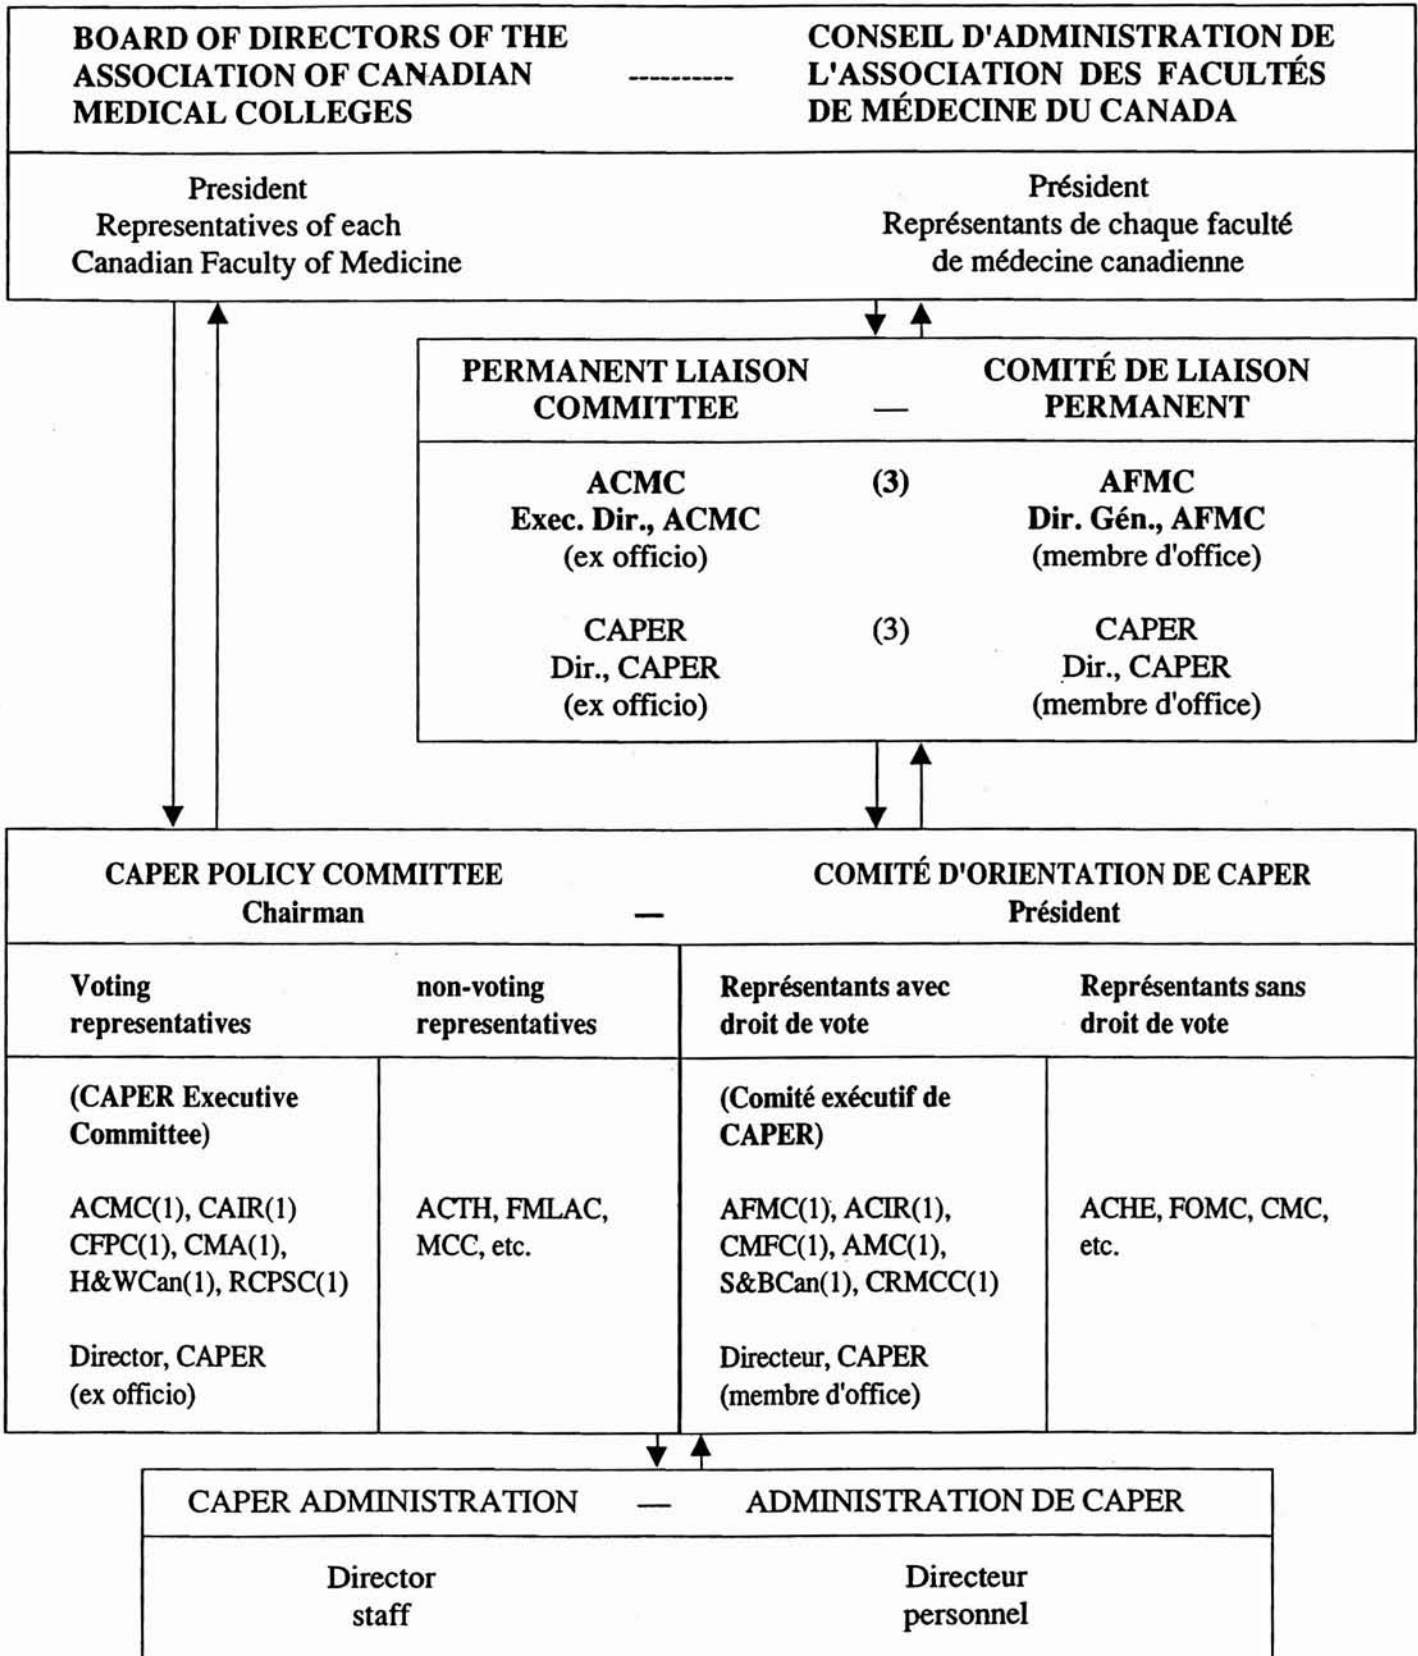 BOARD OF DIRECTORS OF THE
ASSOCIATION OF CANADIAN
MEDICAL COLLEGES
----------
CONSEIL D'ADMINISTRATION DE
L'ASSOCIATION DES FACULTÉS
DE MÉDECINE DU CANADA
President
Representatives of each
Canadian Faculty of Medicine
Président
Représentants de chaque faculté
de médecine canadienne
PERMANENT LIAISON
COMMITTEE
—
COMITÉ DE LIAISON
PERMANENT
ACMC
Exec. Dir., ACMC
(ex officio)
(3)
AFMC
Dir. Gén., AFMC
(membre d'office)
CAPER
Dir., CAPER
(ex officio)
(3)
CAPER
Dir., CAPER
(membre d'office)
CAPER POLICY COMMITTEE
Chairman
—
COMITÉ D'ORIENTATION DE CAPER
Président
Voting
representatives
non-voting
representatives
Représentants avec
droit de vote
Représentants sans
droit de vote
(CAPER Executive
Committee)
ACMC(1), CAIR(1)
CFPC(1), CMA(1),
H&WCan(1), RCPSC(1)
Director, CAPER
(ex officio)
ACTH, FMLAC,
MCC, etc.
(Comité exécutif de
CAPER)
AFMC(1), ACIR(1),
CMFC(1), AMC(1),
S&BCan(1), CRMCC(1)
Directeur, CAPER
(membre d'office)
ACHE, FOMC, CMC,
etc.
CAPER ADMINISTRATION — ADMINISTRATION DE CAPER
Director
staff
Directeur
personnel